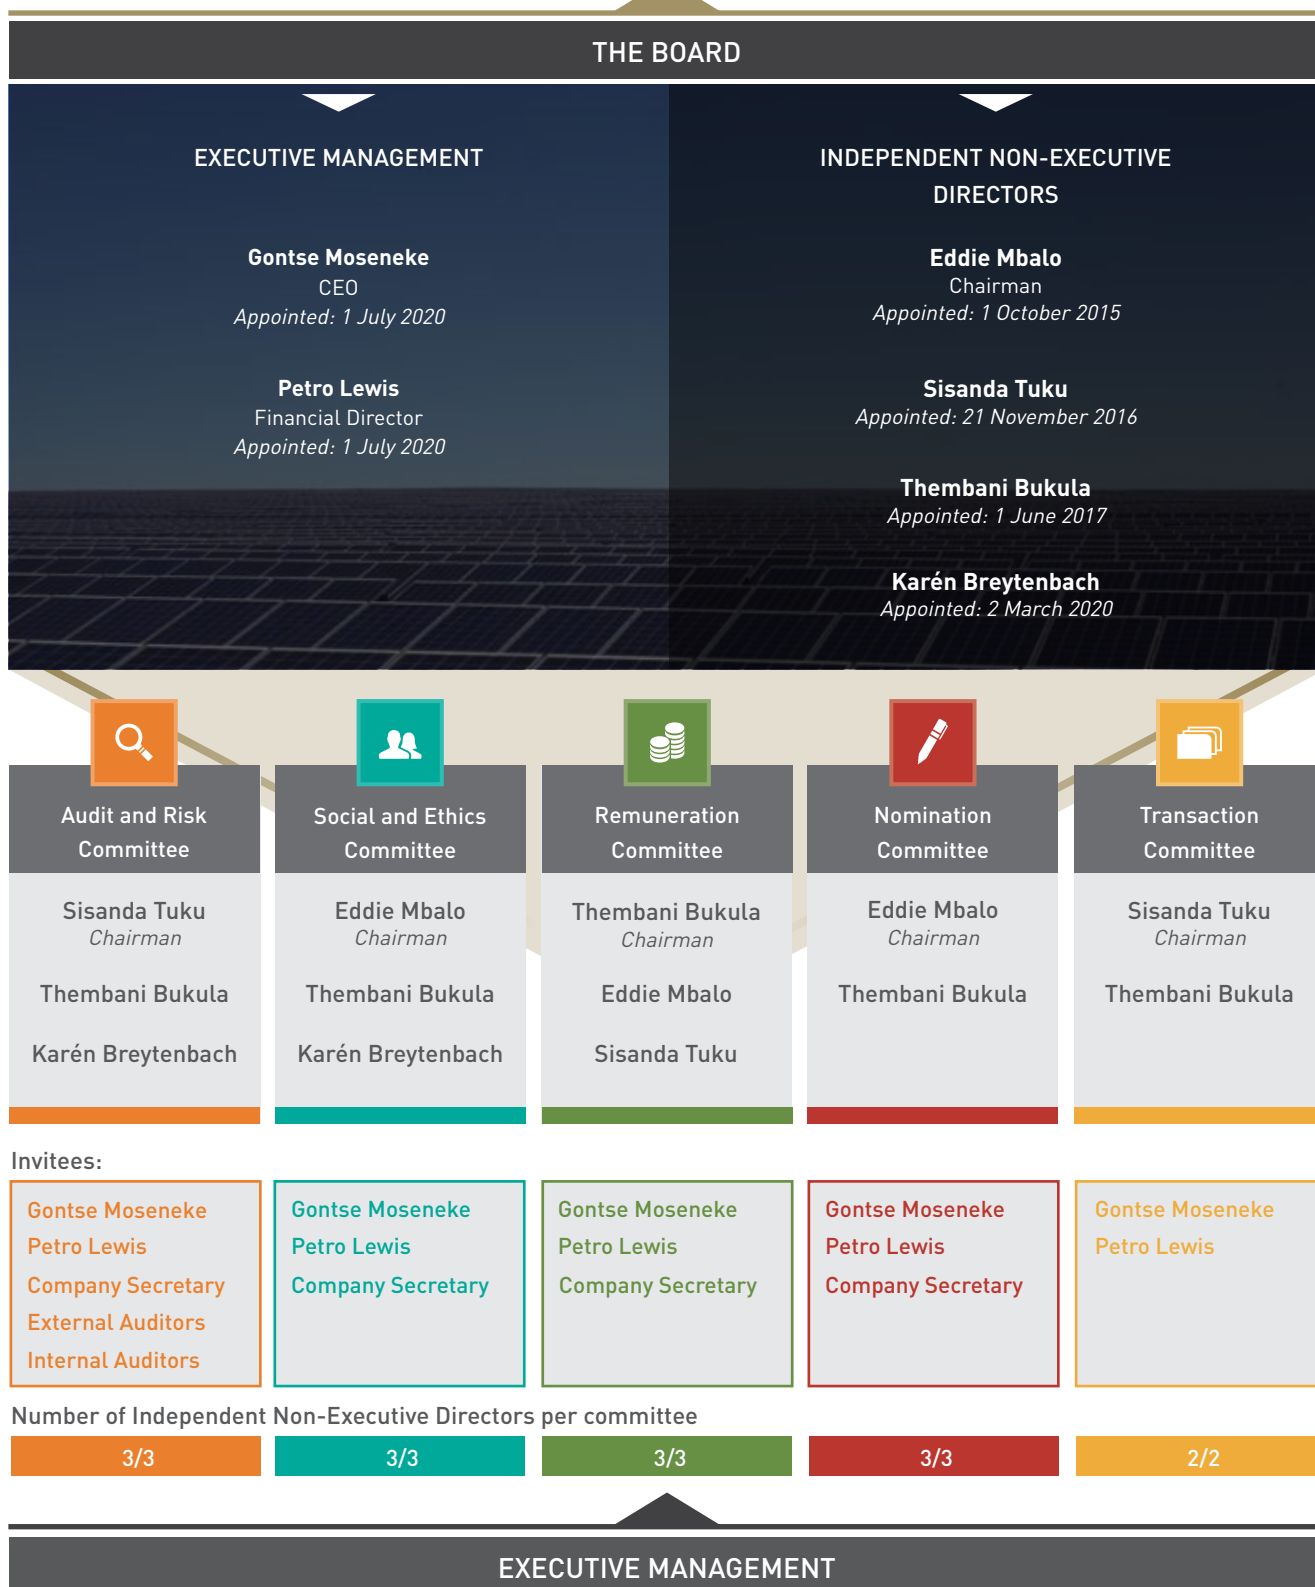 THE BOARD
EXECUTIVE MANAGEMENT
Gontse Moseneke
CEO
Appointed: 1 July 2020
Petro Lewis
Financial Director
Appointed: 1 July 2020
INDEPENDENT NON-EXECUTIVE
DIRECTORS
Eddie Mbalo
Chairman
Appointed: 1 October 2015
Sisanda Tuku
Appointed: 21 November 2016
Thembani Bukula
Appointed: 1 June 2017
Karén Breytenbach
Appointed: 2 March 2020
Audit and Risk
Committee
Sisanda Tuku
Chairman
Thembani Bukula
Karén Breytenbach
Social and Ethics
Committee
Eddie Mbalo
Chairman
Thembani Bukula
Karén Breytenbach
Remuneration
Committee
Thembani Bukula
Chairman
Eddie Mbalo
Sisanda Tuku
Nomination
Committee
Eddie Mbalo
Chairman
Thembani Bukula
Transaction
Committee
Sisanda Tuku
Chairman
Thembani Bukula
Invitees:
Gontse Moseneke
Petro Lewis
Company Secretary
External Auditors
Internal Auditors
Gontse Moseneke
Petro Lewis
Company Secretary
Gontse Moseneke
Petro Lewis
Company Secretary
Gontse Moseneke
Petro Lewis
Company Secretary
Gontse Moseneke
Petro Lewis
Number of Independent Non-Executive Directors per committee
3/3
3/3
3/3
3/3
2/2
EXECUTIVE MANAGEMENT